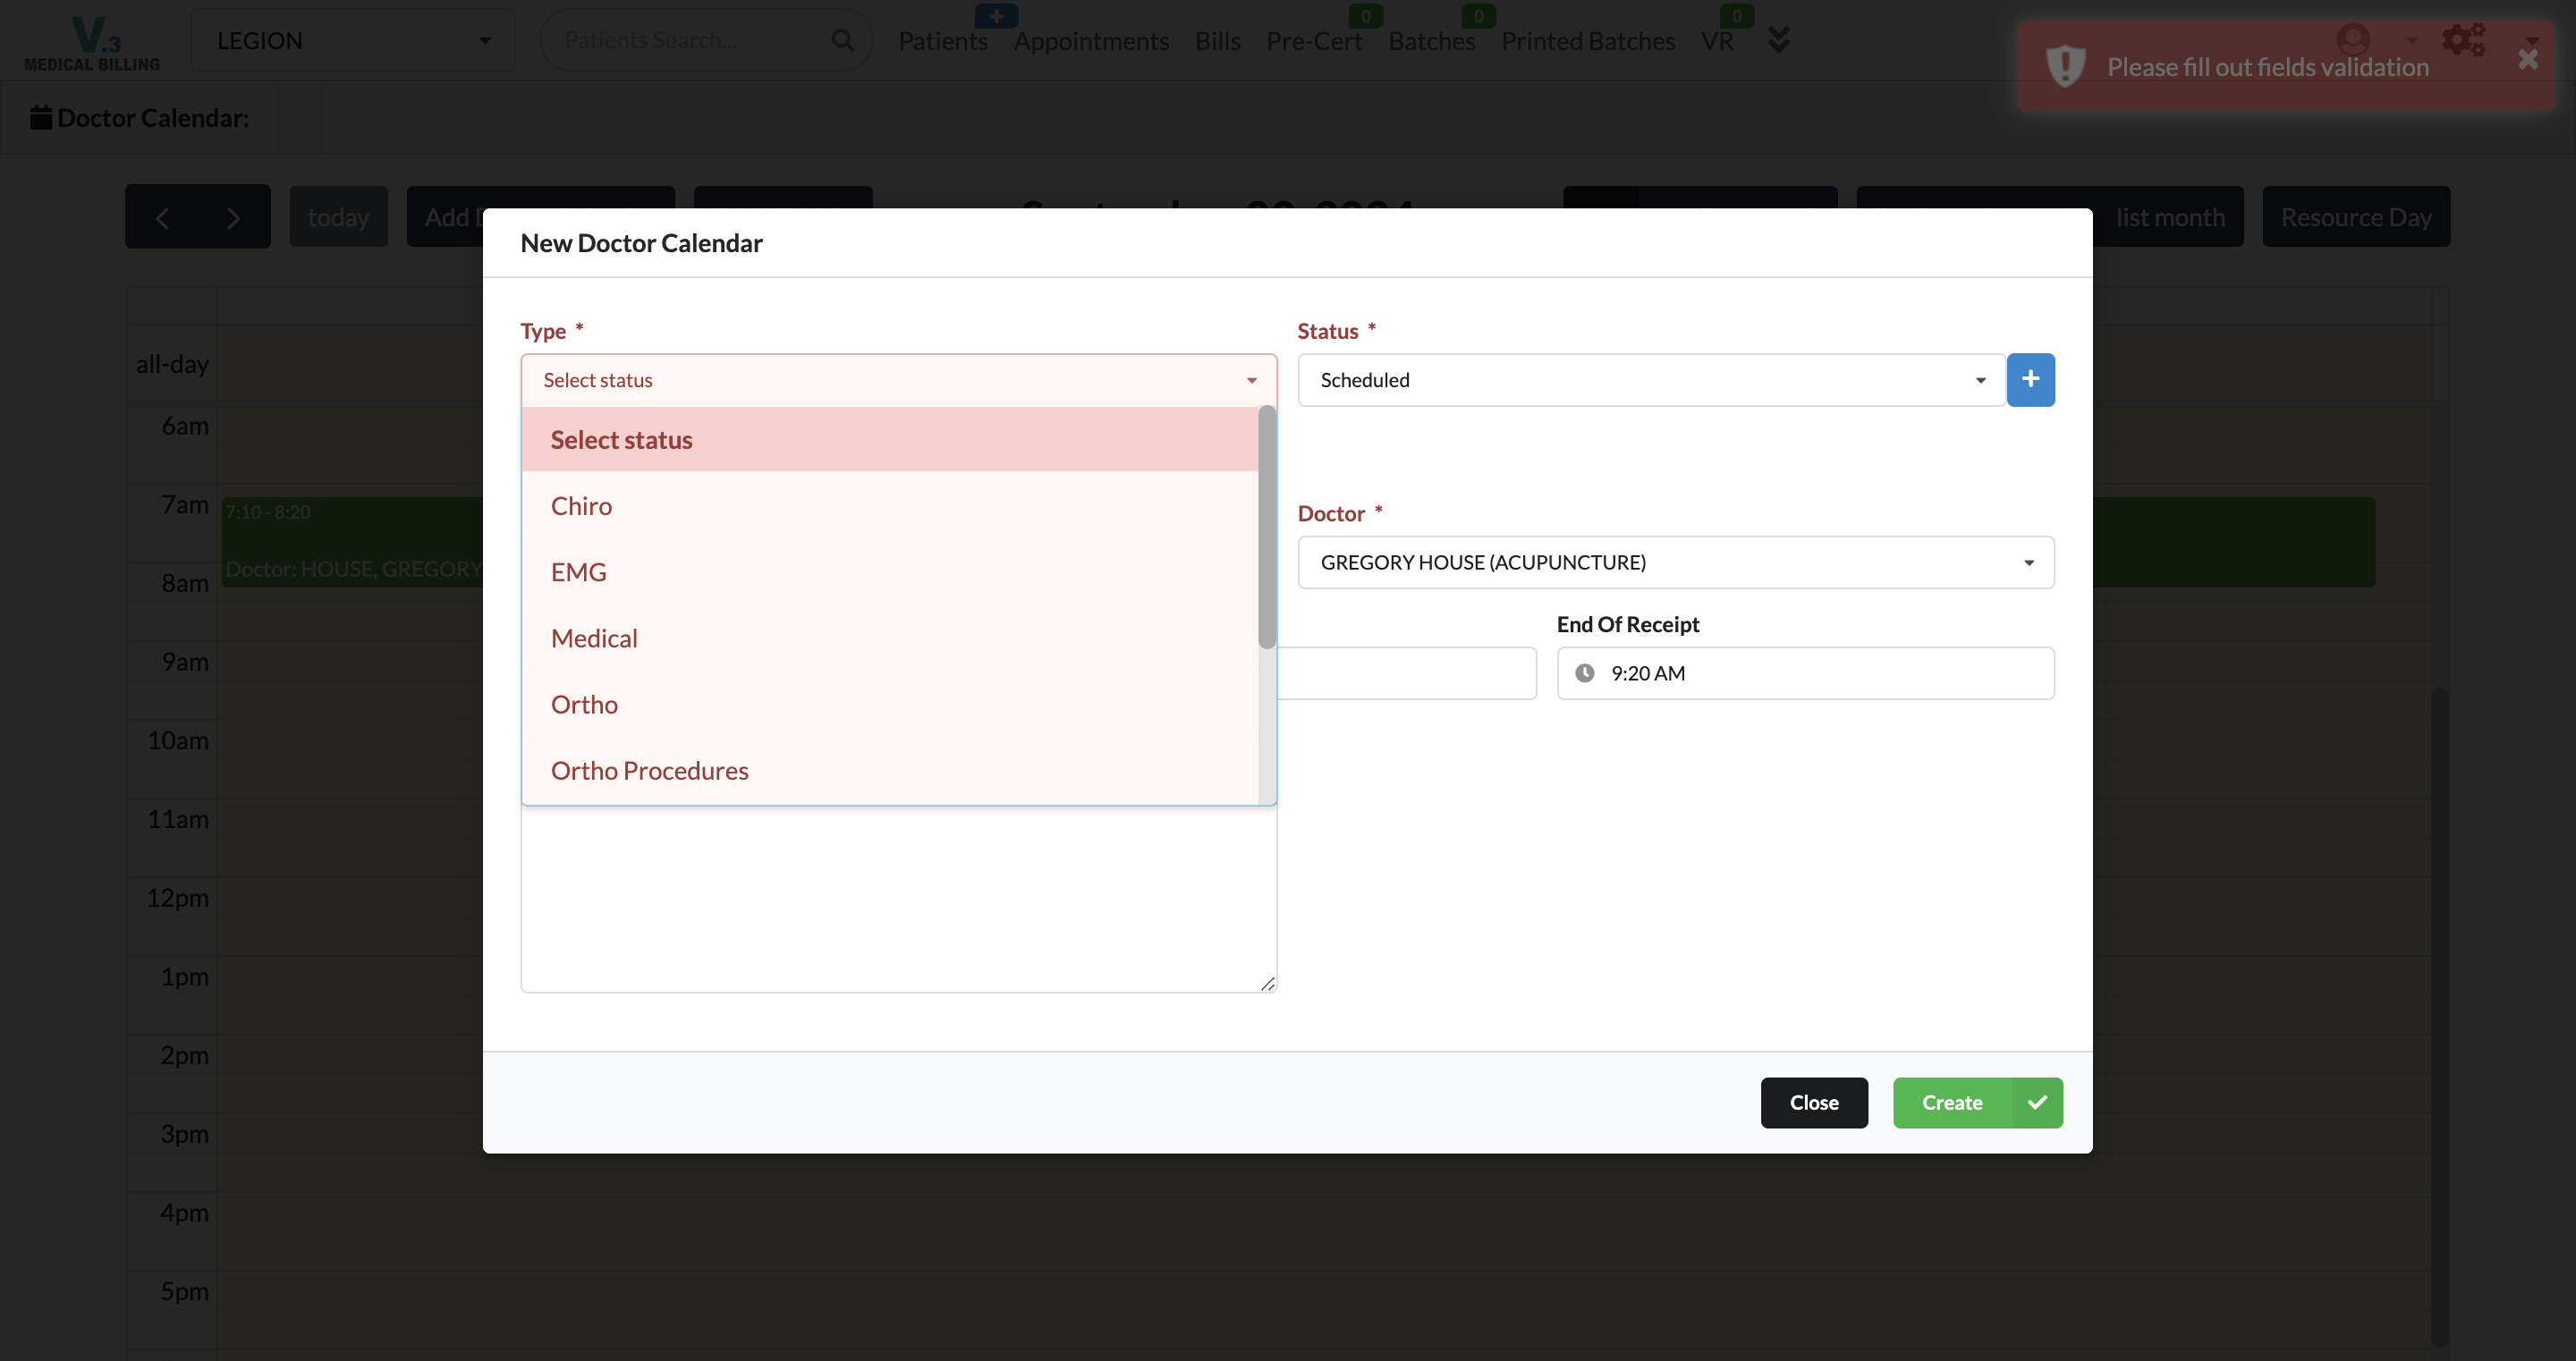 V.3
MEDICAL BILLING
LEGION
Patients Search...
Patients
Appointments
Bills
Pre-Cert
0
Batches
0
Printed Batches
VR
0
Please fill out fields validation
Doctor Calendar:
today
Add
list month
Resource Day
New Doctor Calendar
Type *
Select status
Select status
Chiro
EMG
Medical
Ortho
Ortho Procedures
Status *
Scheduled
Doctor *
GREGORY HOUSE (ACUPUNCTURE)
End Of Receipt
9:20 AM
Close
Create
all-day
6am
7am
7:10 - 8:20
Doctor: HOUSE, GREGORY
8am
9am
10am
11am
12pm
1pm
2pm
3pm
4pm
5pm